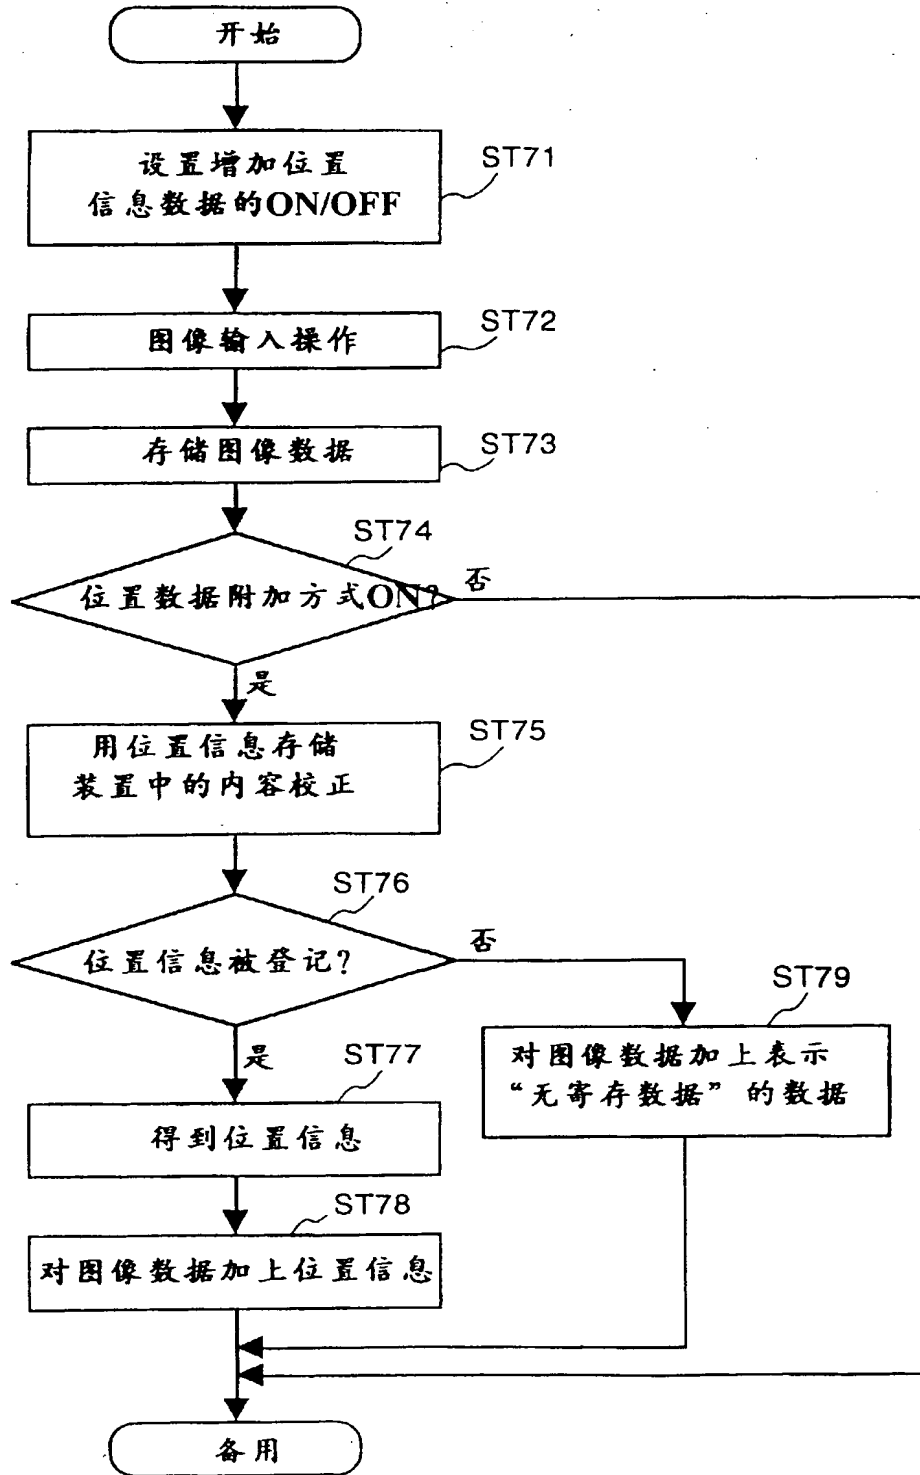 开始
设置增加位置
信息数据的ON/OFF
ST71
图像输入操作
ST72
存储图像数据
ST73
ST74
位置数据附加方式ON?
否
是
用位置信息存储
装置中的内容校正
ST75
ST76
位置信息被登记?
否
是
ST79
对图像数据加上表示
“无寄存数据”的数据
ST77
得到位置信息
ST78
对图像数据加上位置信息
备用